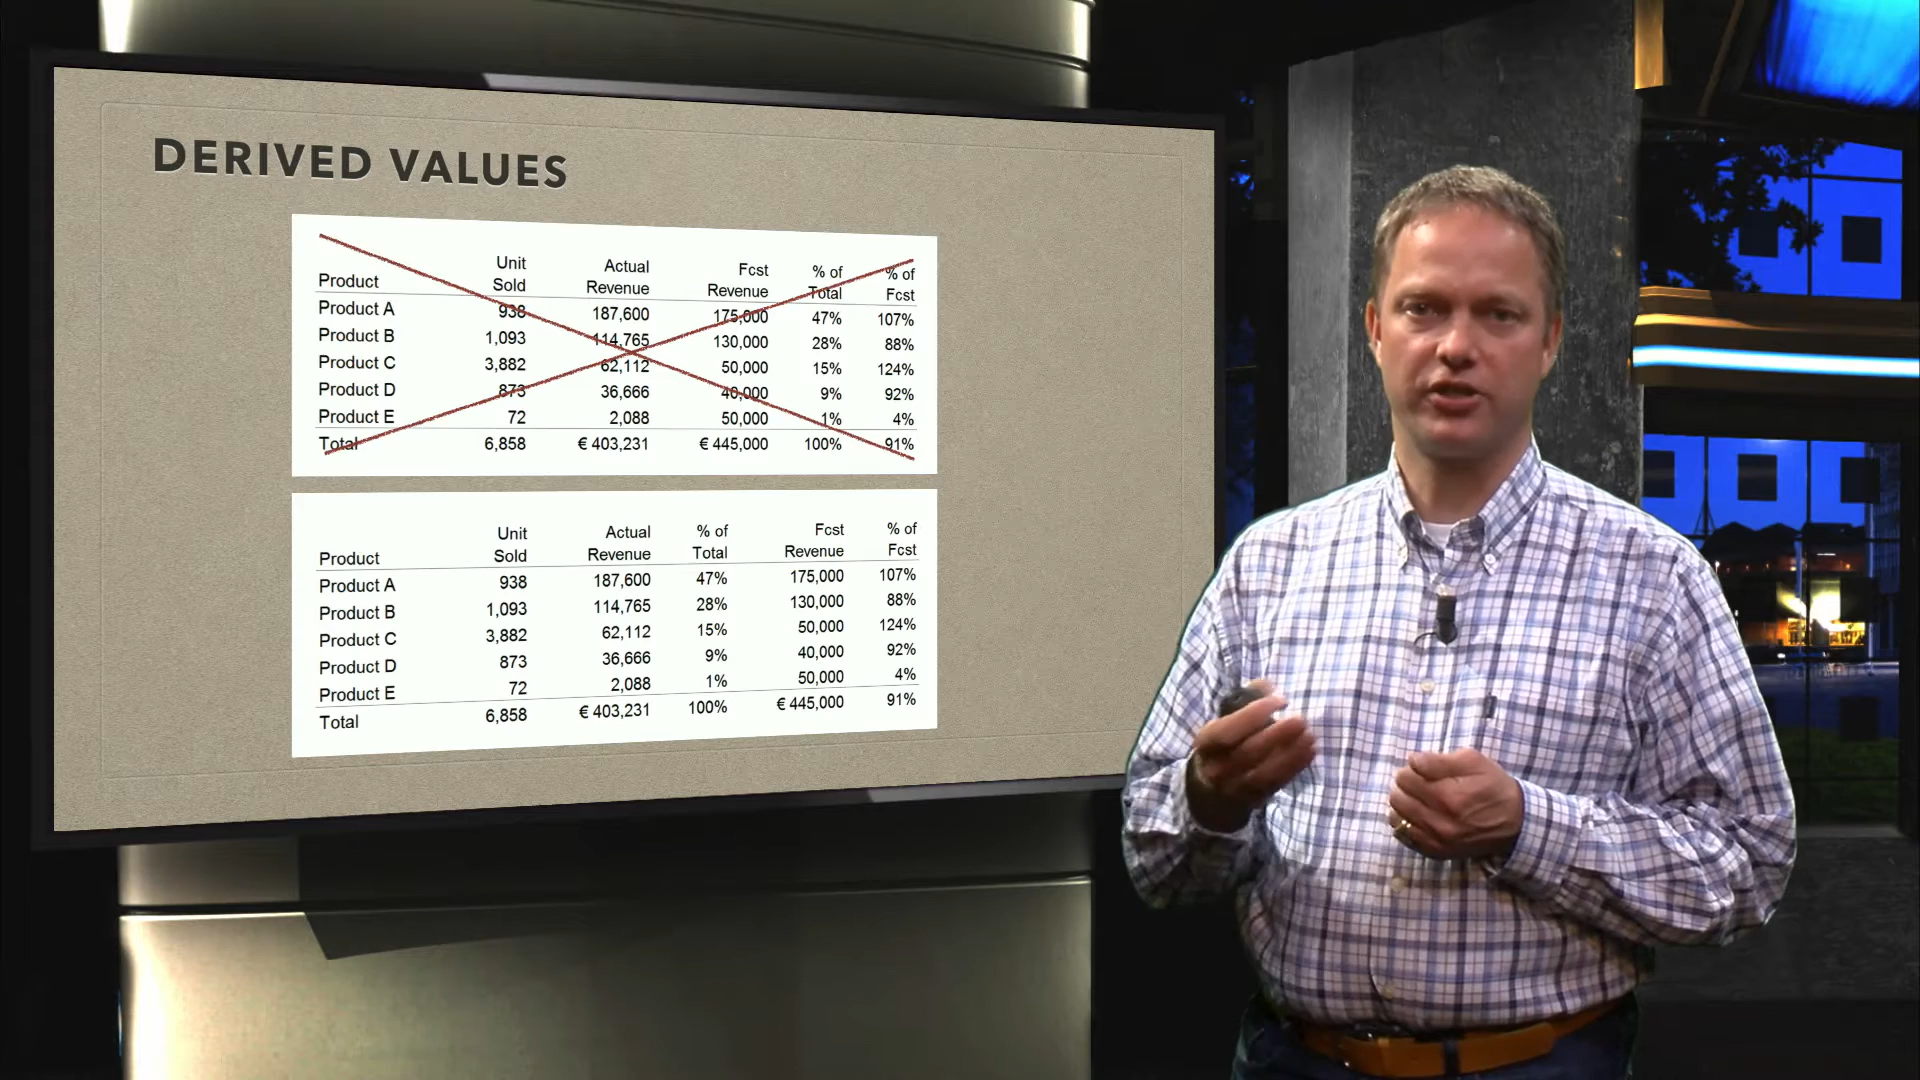 DERIVED VALUES
Unit Actual Fcst % of % of
Product Sold Revenue Revenue Total Fcst
Product A 938 187,600 175,000 47% 107%
Product B 1,093 114,765 130,000 28% 88%
Product C 3,882 62,112 50,000 15% 124%
Product D 873 36,666 40,000 9% 92%
Product E 72 2,088 50,000 1% 4%
Total 6,858 € 403,231 € 445,000 100% 91%
Unit Actual % of Fcst % of
Product Sold Revenue Total Revenue Fcst
Product A 938 187,600 47% 175,000 107%
Product B 1,093 114,765 28% 130,000 88%
Product C 3,882 62,112 15% 50,000 124%
Product D 873 36,666 9% 40,000 92%
Product E 72 2,088 1% 50,000 4%
Total 6,858 € 403,231 100% € 445,000 91%